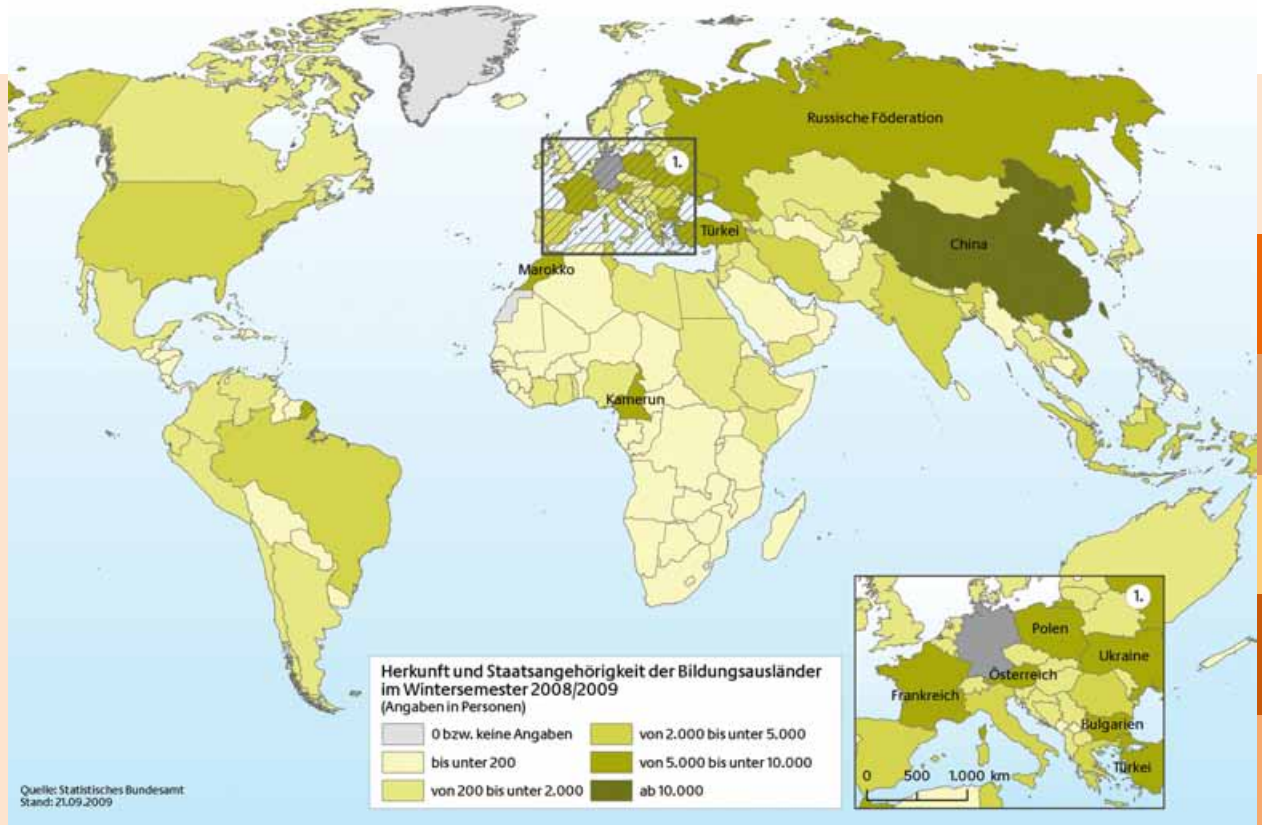 Russische Föderation
1.
Türkei
China
Marokko
Kamerun
1.
Polen
Ukraine
Österreich
Frankreich
Bulgarien
Türkei
0 500 1.000 km
Herkunft und Staatsangehörigkeit der Bildungsausländer
im Wintersemester 2008/2009
(Angaben in Personen)
0 bzw. keine Angaben
bis unter 200
von 200 bis unter 2.000
von 2.000 bis unter 5.000
von 5.000 bis unter 10.000
ab 10.000
Quelle: Statistisches Bundesamt
Stand: 21.09.2009